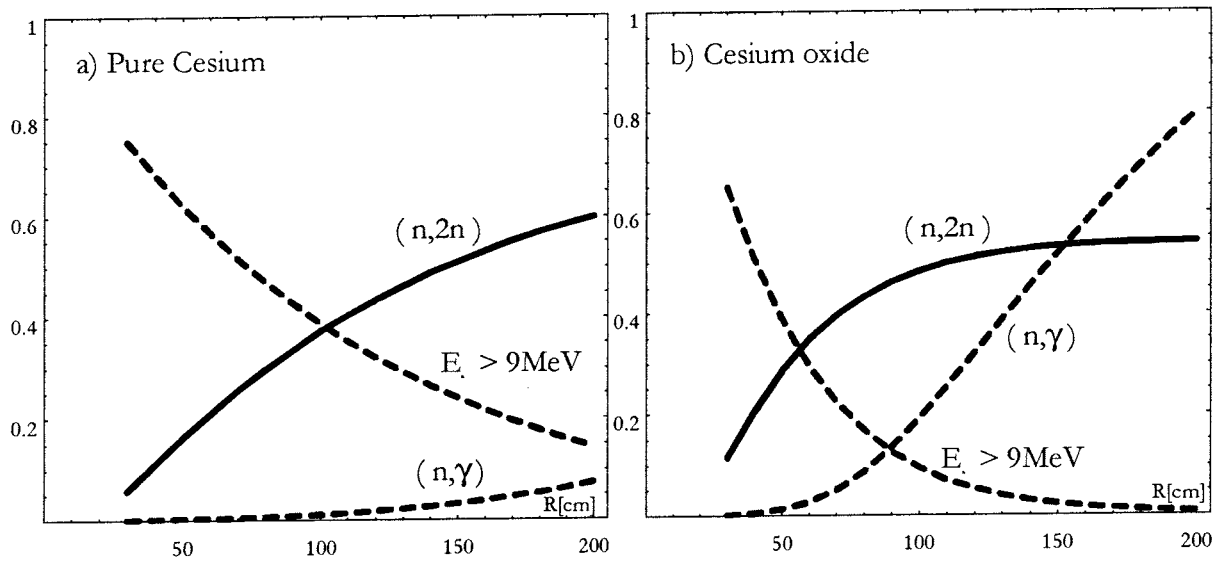 1
a) Pure Cesium
0.8
0.6
(n,2n)
0.4
E. > 9MeV
0.2
(n,γ)
R[cm]
50
100
150
200
1
b) Cesium oxide
0.8
0.6
(n,2n)
0.4
(n,γ)
0.2
E. > 9MeV
R[cm]
50
100
150
200